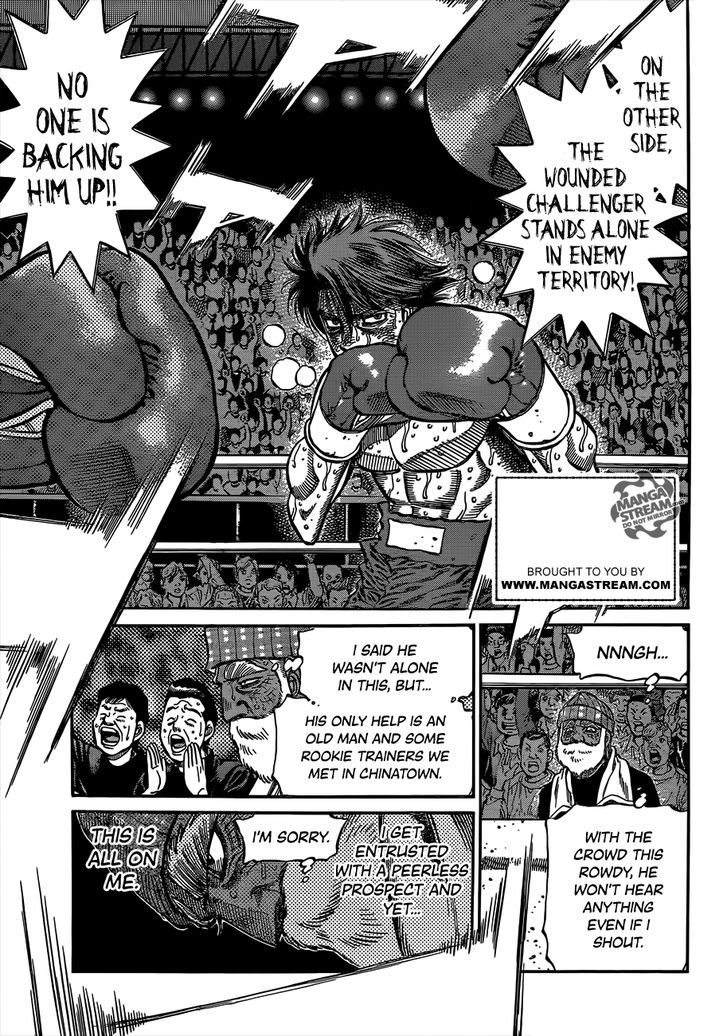 ON
THE
OTHER
SIDE,
THE
WOUNDED
CHALLENGER
STANDS ALONE
IN ENEMY
TERRITORY!
NO
ONE IS
BACKING
HIM UP!!
MANGA
STREAM.COM
DO NOT MIRROR
BROUGHT TO YOU BY
WWW.MANGASTREAM.COM
NNNGH...
WITH THE
CROWD THIS
ROWDY, HE
WON'T HEAR
ANYTHING
EVEN IF I
SHOUT.
I SAID HE
WASN'T ALONE
IN THIS, BUT...
HIS ONLY HELP IS AN
OLD MAN AND SOME
ROOKIE TRAINERS WE
MET IN CHINATOWN.
I GET
ENTRUSTED
WITH A PEERLESS
PROSPECT AND
YET...
I'M SORRY.
THIS IS
ALL ON
ME.